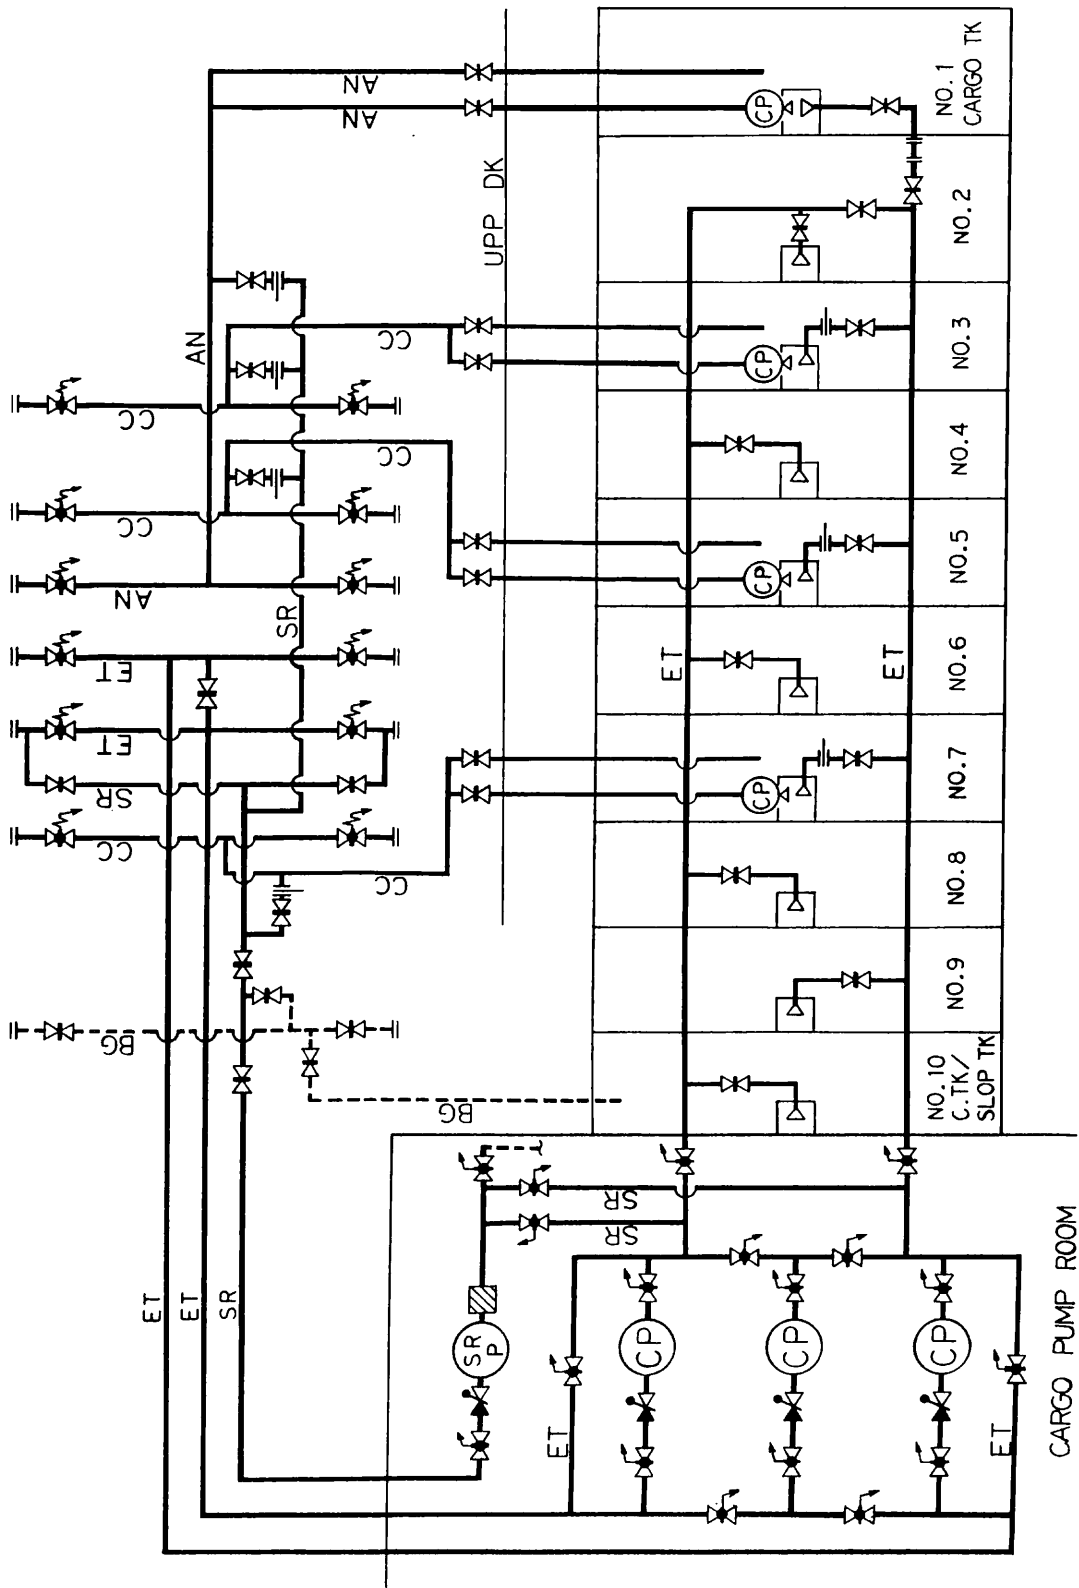 AN
AN
AN
CC
CC
CC
CC
AN
SR
ET
ET
SR
CC
CC
BG
BG
UPP DK
CP
CP
CP
CP
ET
ET
NO.1
CARGO TK
NO.2
NO.3
NO.4
NO.5
NO.6
NO.7
NO.8
NO.9
NO.10
C.TK/
SLOP TK
ET
ET
SR
SR
P
SR
SR
CP
CP
CP
ET
ET
CARGO PUMP ROOM